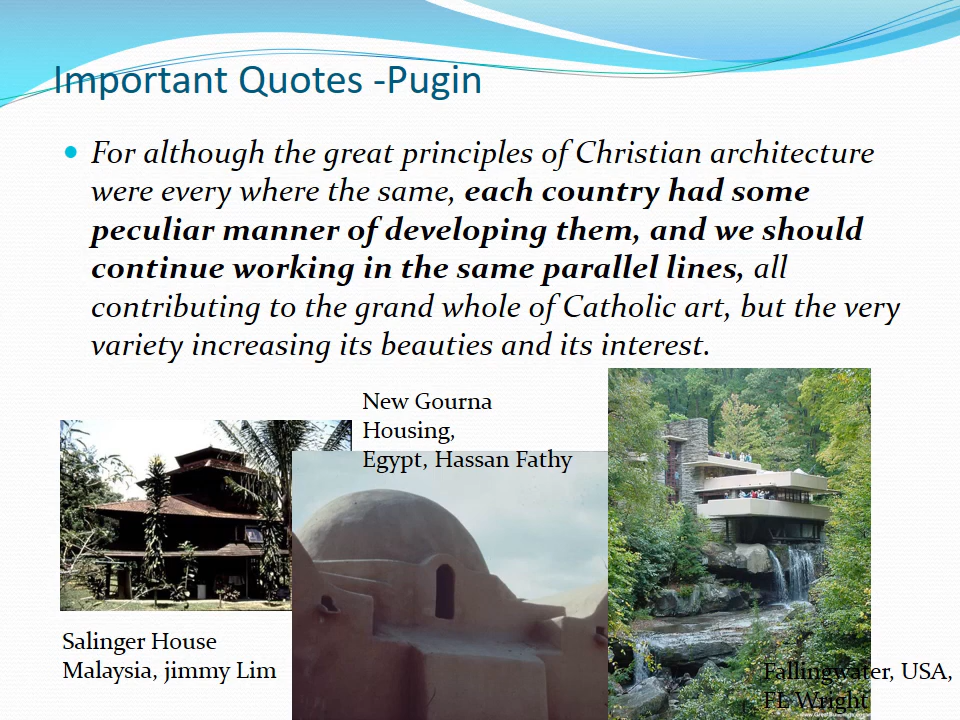 Important Quotes -Pugin
For although the great principles of Christian architecture
were every where the same, each country had some
peculiar manner of developing them, and we should
continue working in the same parallel lines, all
contributing to the grand whole of Catholic art, but the very
variety increasing its beauties and its interest.
New Gourna
Housing,
Egypt, Hassan Fathy
Salinger House
Malaysia, jimmy Lim
Fallingwater, USA,
FL Wright